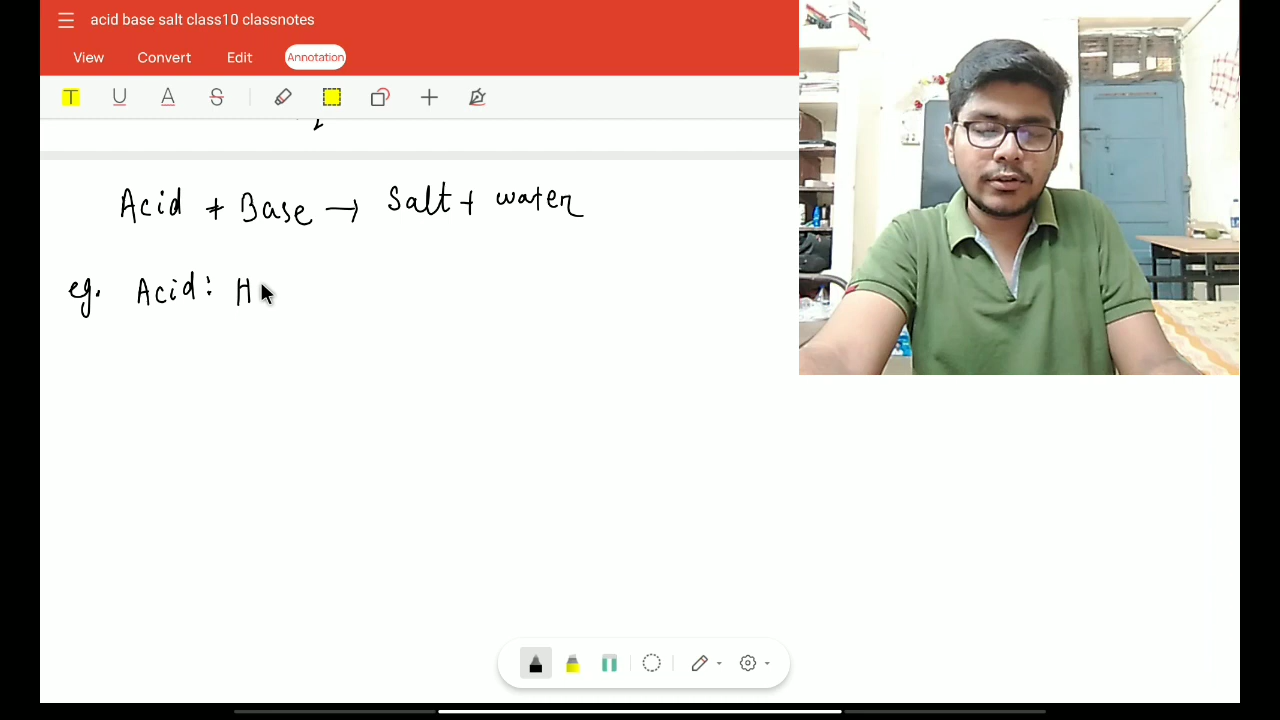 acid base salt class10 classnotes
View Convert Edit Annotation
T U A S
Acid + Base → Salt + water
eg. Acid: H